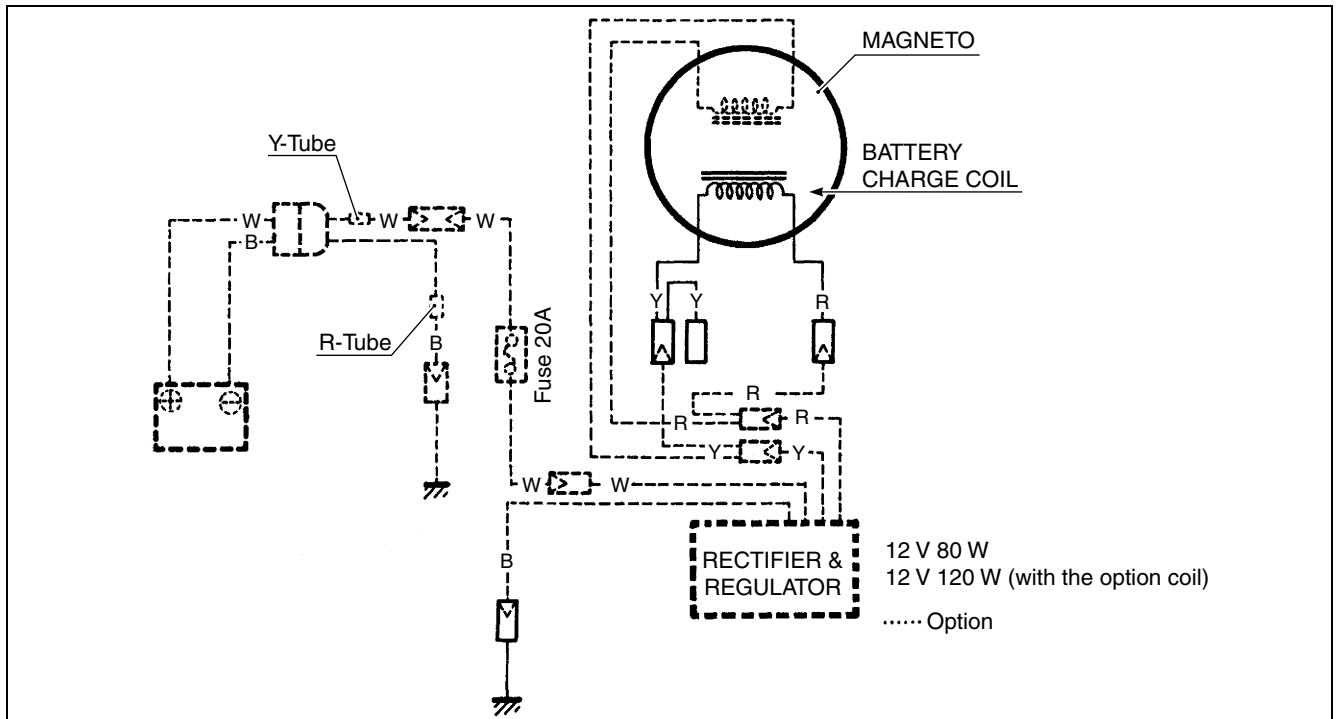 MAGNETO
BATTERY
CHARGE COIL
Y-Tube
W
W
W
B
R-Tube
B
Fuse 20A
Y
Y
R
R
R
R
Y
Y
W
W
B
RECTIFIER &
REGULATOR
12 V 80 W
12 V 120 W (with the option coil)
...... Option